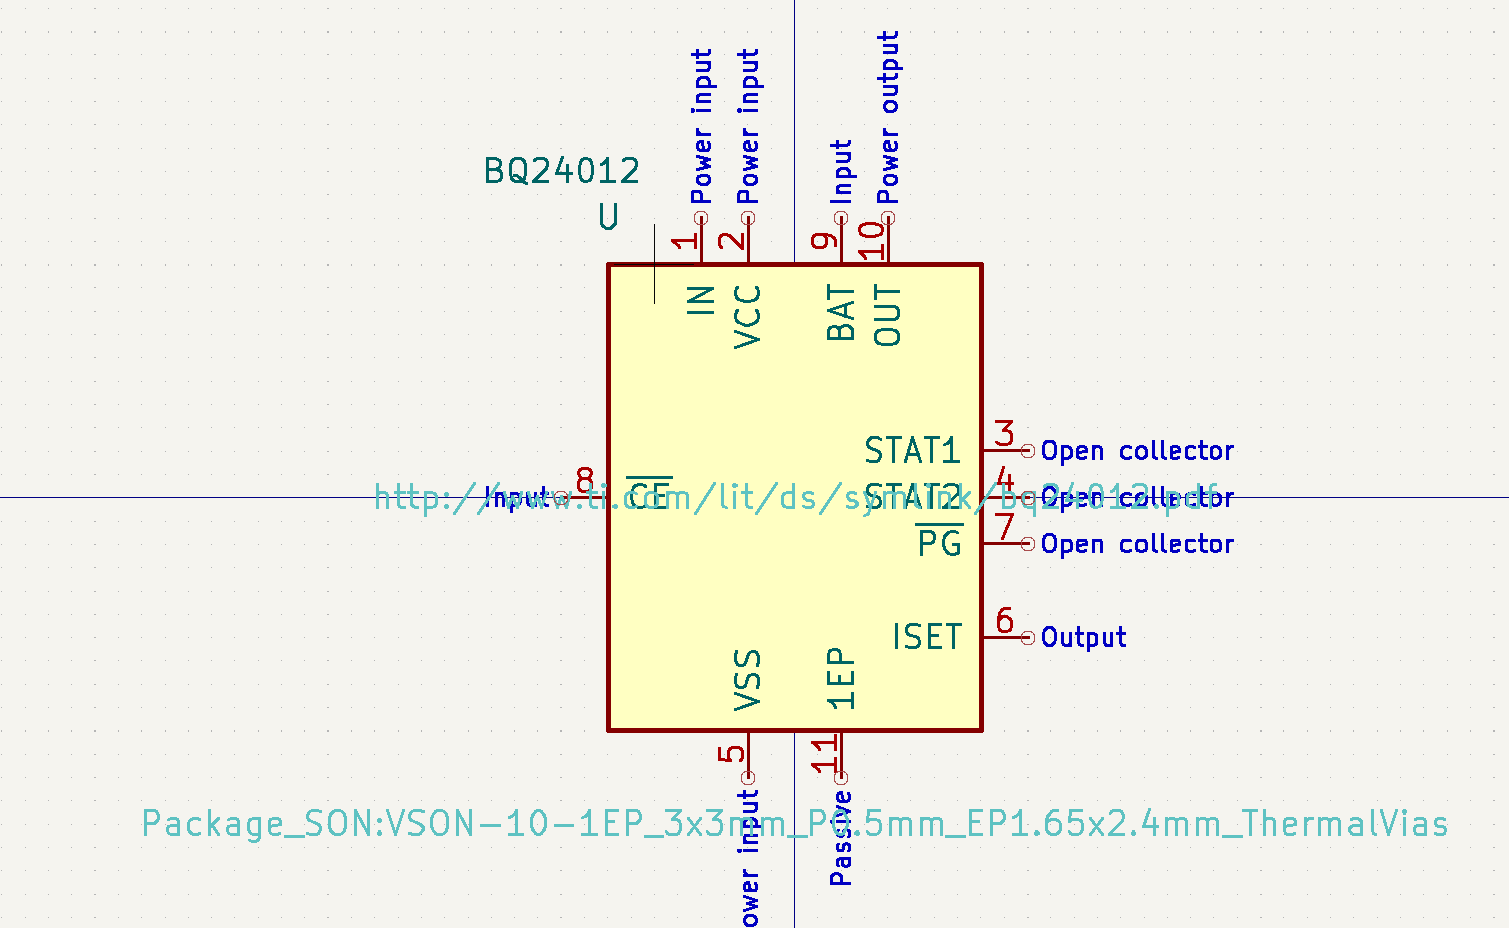 Power input
Power input
Input
Power output
BQ24012
U
1
2
9
10
IN
VCC
BAT
OUT
STAT1
3
Open collector
Input
8
CE
http://www.ti.com/lit/ds/symlink/bq24012.pdf
STAT2
4
Open collector
PG
7
Open collector
ISET
6
Output
VSS
1EP
5
11
ower input
Passive
Package_SON:VSON-10-1EP_3x3mm_P0.5mm_EP1.65x2.4mm_ThermalVias